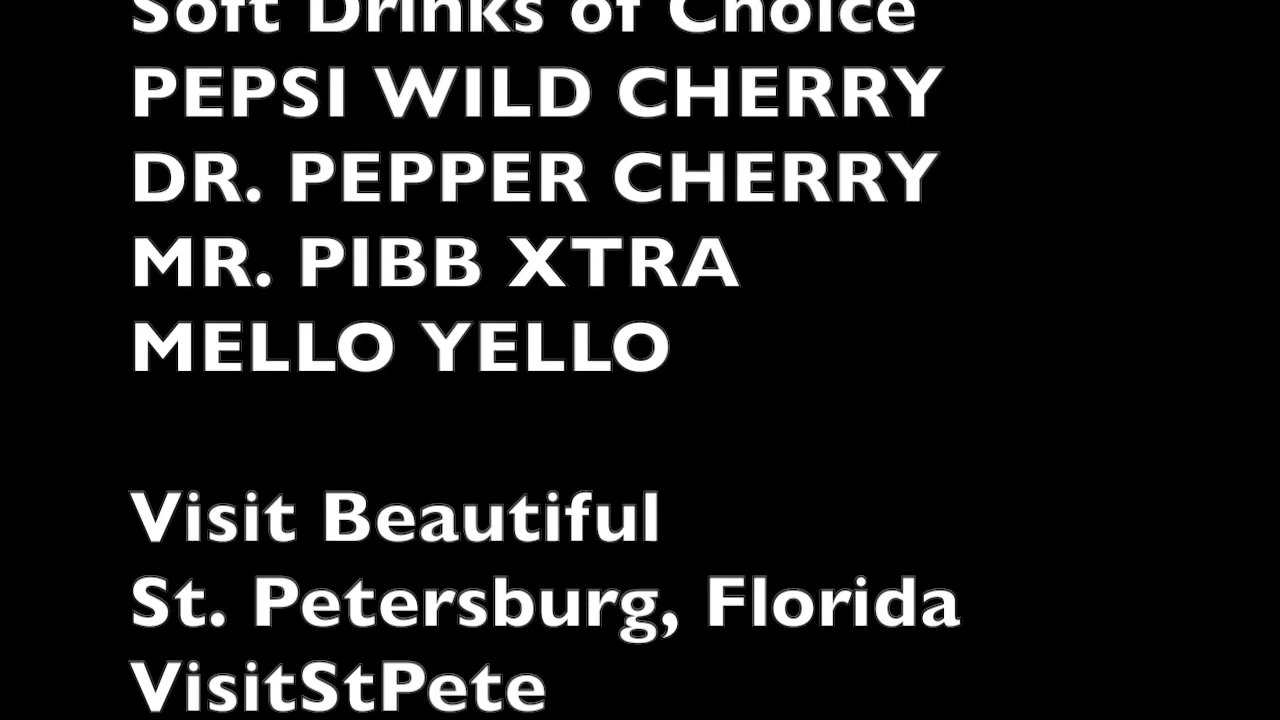 Soft Drinks of Choice
PEPSI WILD CHERRY
DR. PEPPER CHERRY
MR. PIBB XTRA
MELLO YELLO
Visit Beautiful
St. Petersburg, Florida
VisitStPete